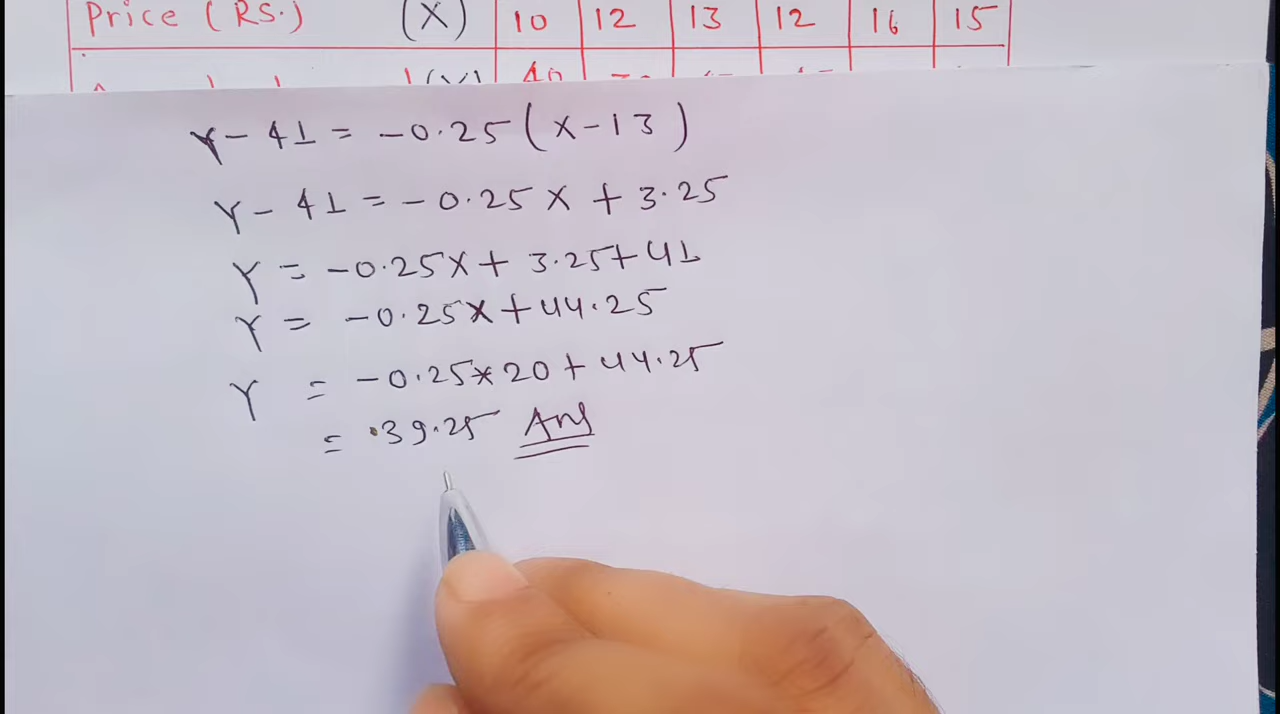 Price (RS.) (X) 10 12 13 12 16 15
Y - 41 = -0.25 (X - 13)
Y - 41 = -0.25 X + 3.25
Y = -0.25X + 3.25 + 41
Y = -0.25X + 44.25
Y = -0.25 * 20 + 44.25
= .39.25 Ans